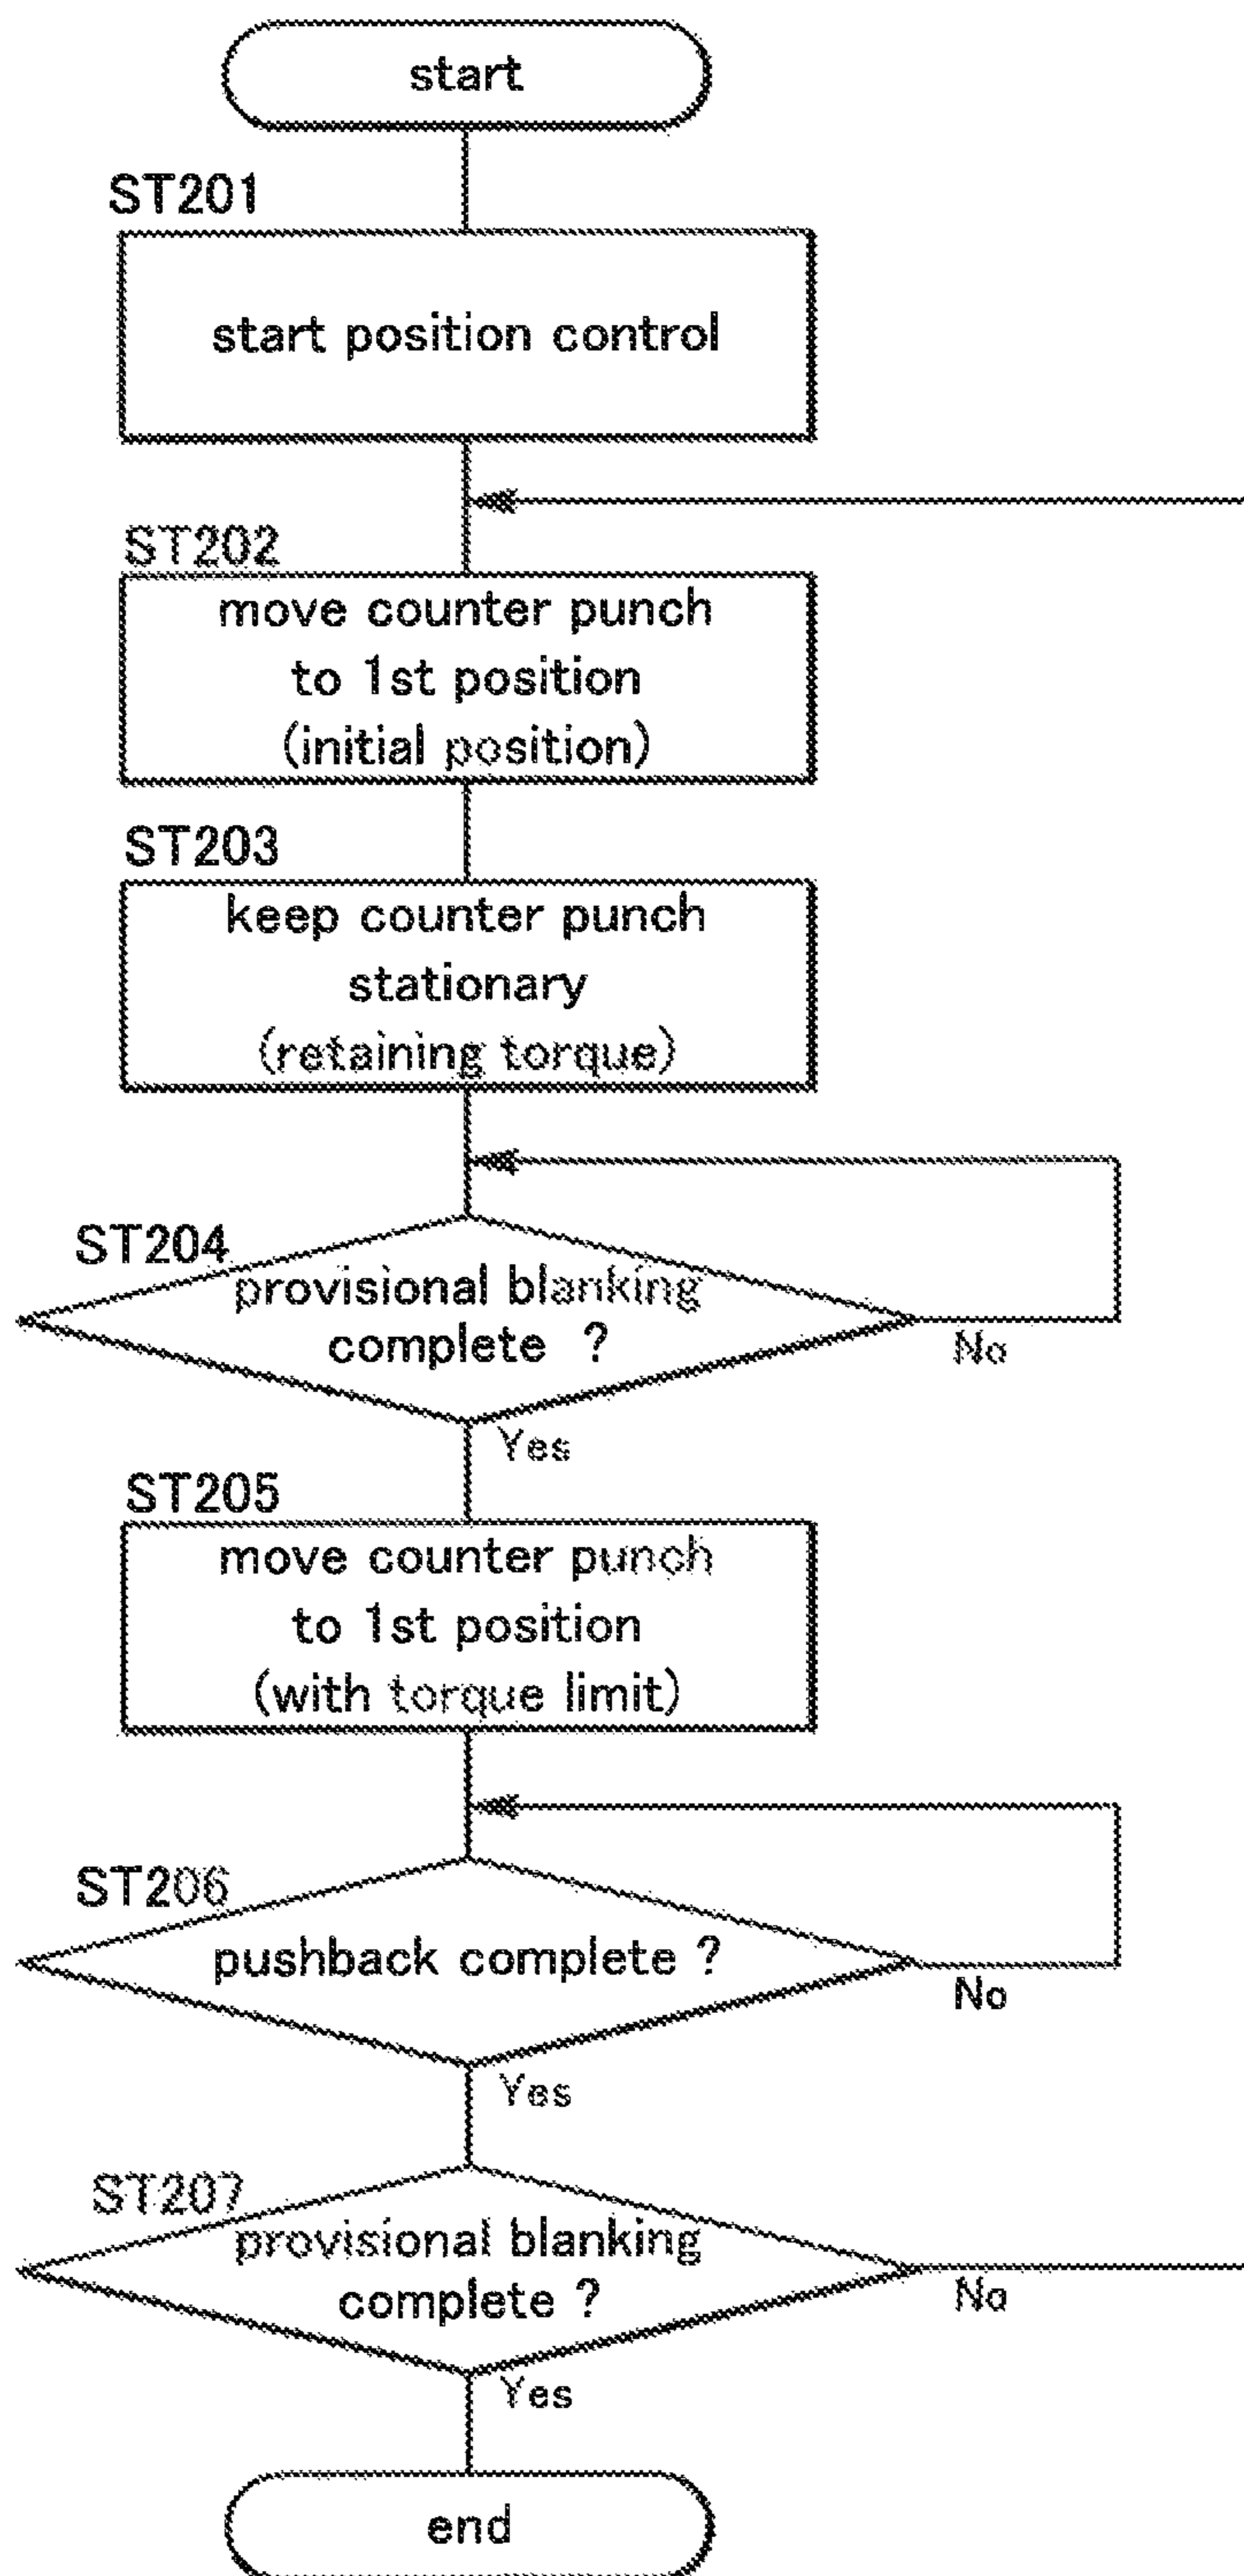 start
ST201
start position control
ST202
move counter punch
to 1st position
(initial position)
ST203
keep counter punch
stationary
(retaining torque)
ST204
provisional blanking
complete ?
No
Yes
ST205
move counter punch
to 1st position
(with torque limit)
ST206
pushback complete ?
No
Yes
ST207
provisional blanking
complete ?
No
Yes
end